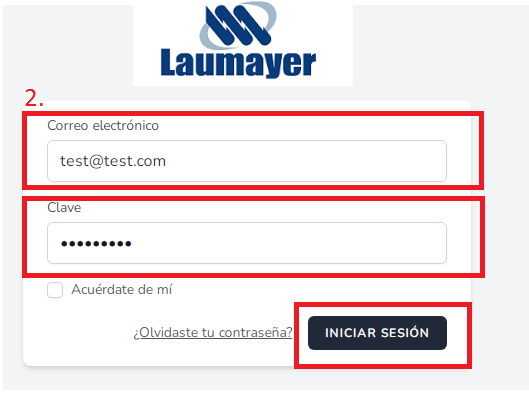 Laumayer
2.
Correo electrónico
test@test.com
Clave
•••••••••
Acuérdate de mí
¿Olvidaste tu contraseña?
INICIAR SESIÓN